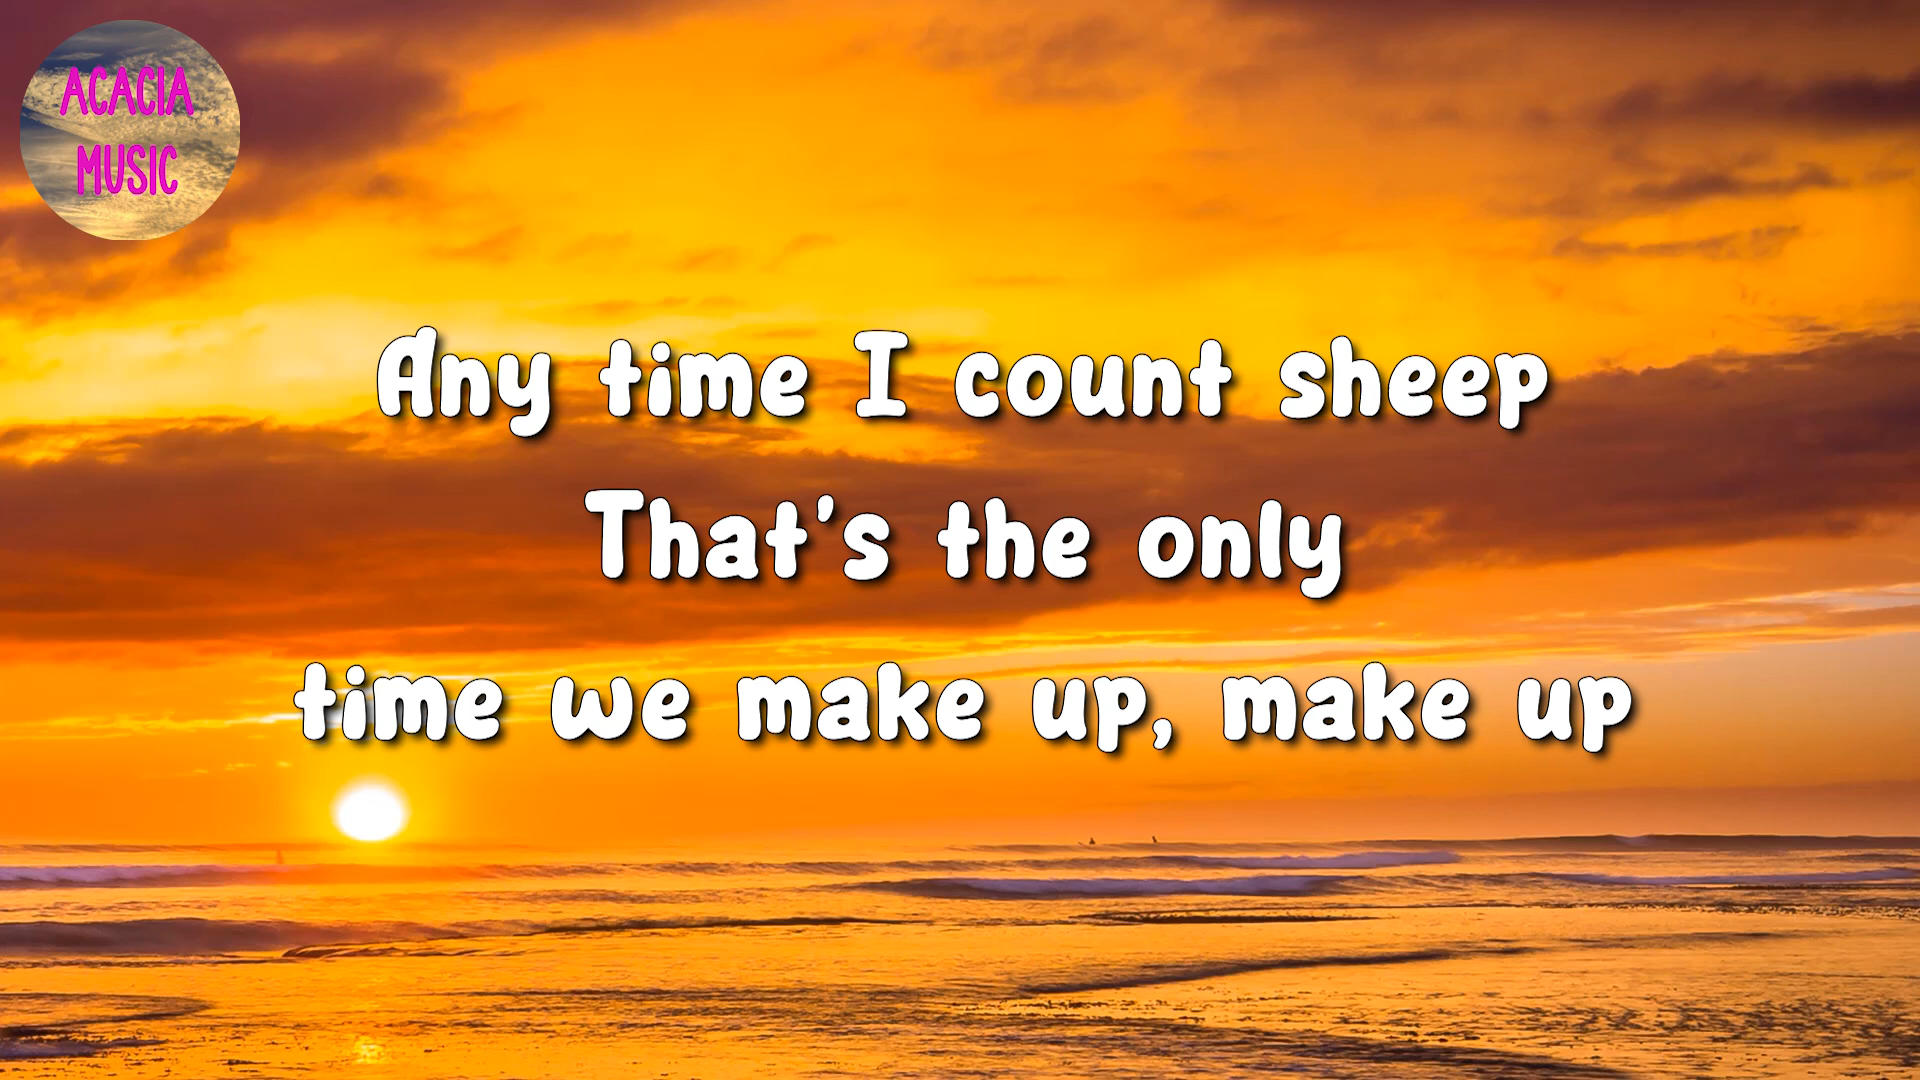 ACACIA
MUSIC
Any time I count sheep
That's the only
time we make up, make up